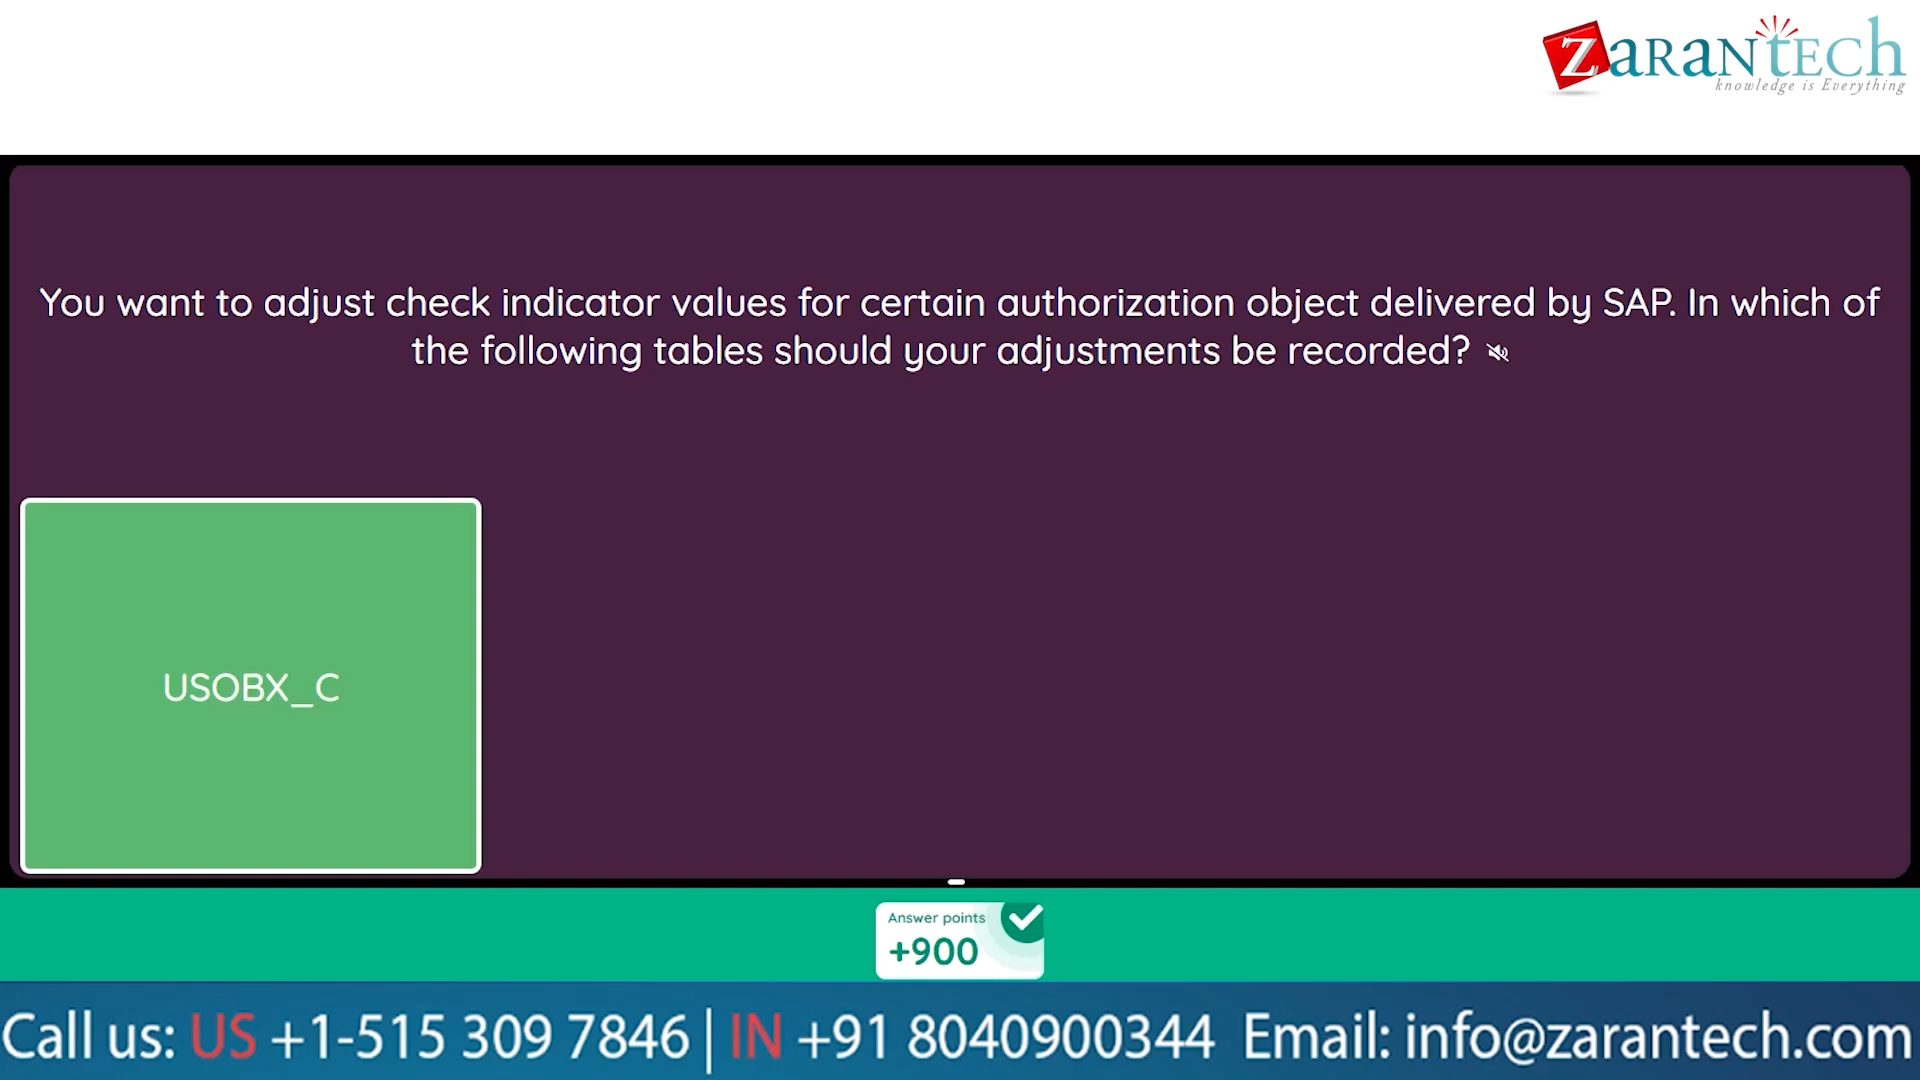 ZaranTech
knowledge is Everything
You want to adjust check indicator values for certain authorization object delivered by SAP. In which of
the following tables should your adjustments be recorded?
USOBX_C
Answer points
+900
Call us: US +1-515 309 7846 | IN +91 8040900344 Email: info@zarantech.com